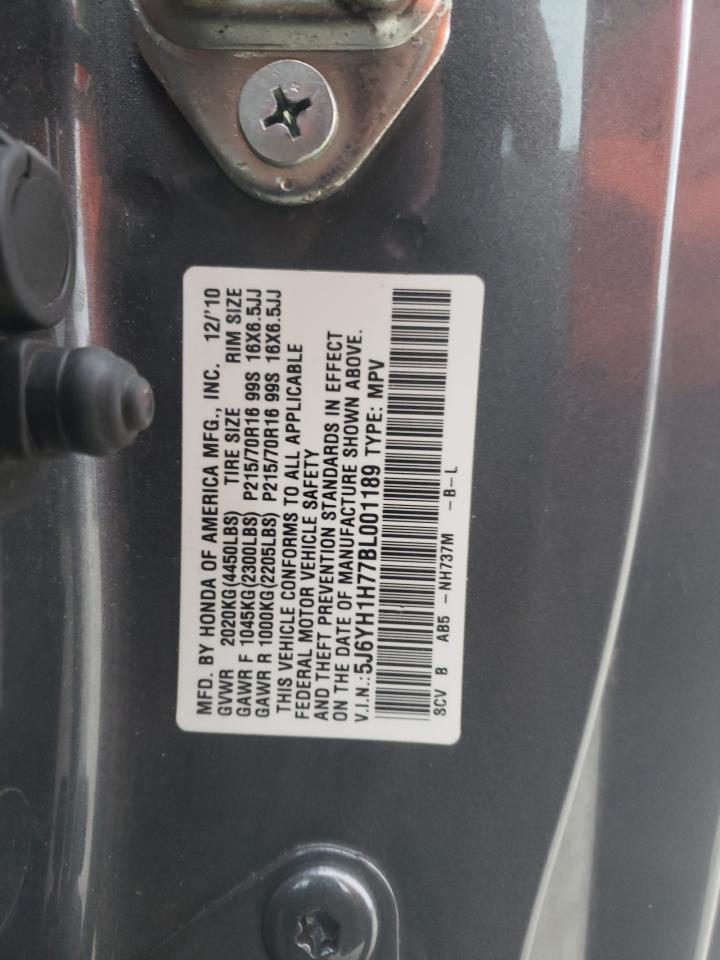 MFD. BY HONDA OF AMERICA MFG., INC. 12/'10
GVWR 2020KG(4450LBS) TIRE SIZE RIM SIZE
GAWR F 1045KG(2300LBS) P215/70R16 99S 16X6.5JJ
GAWR R 1000KG(2205LBS) P215/70R16 99S 16X6.5JJ
THIS VEHICLE CONFORMS TO ALL APPLICABLE
FEDERAL MOTOR VEHICLE SAFETY
AND THEFT PREVENTION STANDARDS IN EFFECT
ON THE DATE OF MANUFACTURE SHOWN ABOVE.
V.I.N.:5J6YH1H77BL001189 TYPE: MPV
SCV B AB5 -NH737M -B-L